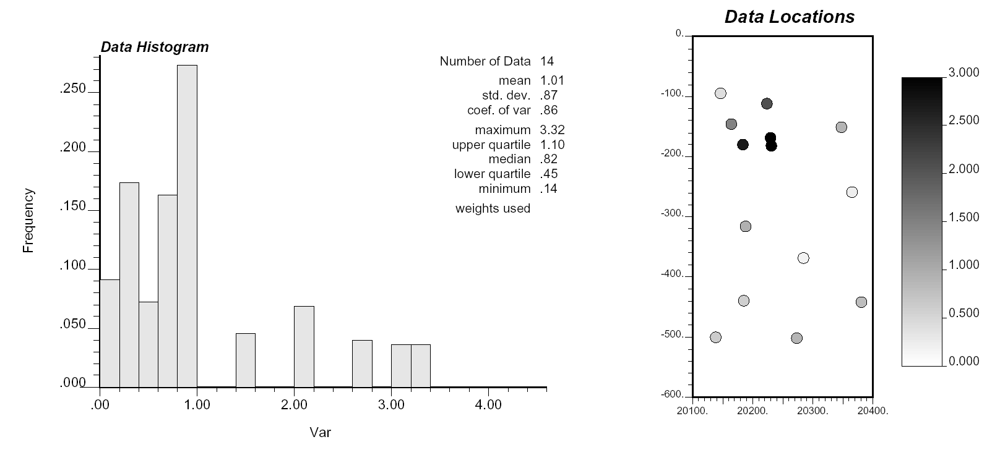 Data Histogram
Frequency
.250
.200
.150
.100
.050
.000
.00 1.00 2.00 3.00 4.00
Var
Number of Data 14
mean 1.01
std. dev. .87
coef. of var .86
maximum 3.32
upper quartile 1.10
median .82
lower quartile .45
minimum .14
weights used
Data Locations
0.
-100.
-200.
-300.
-400.
-500.
-600.
20100. 20200. 20300. 20400.
3.000
2.500
2.000
1.500
1.000
0.500
0.000